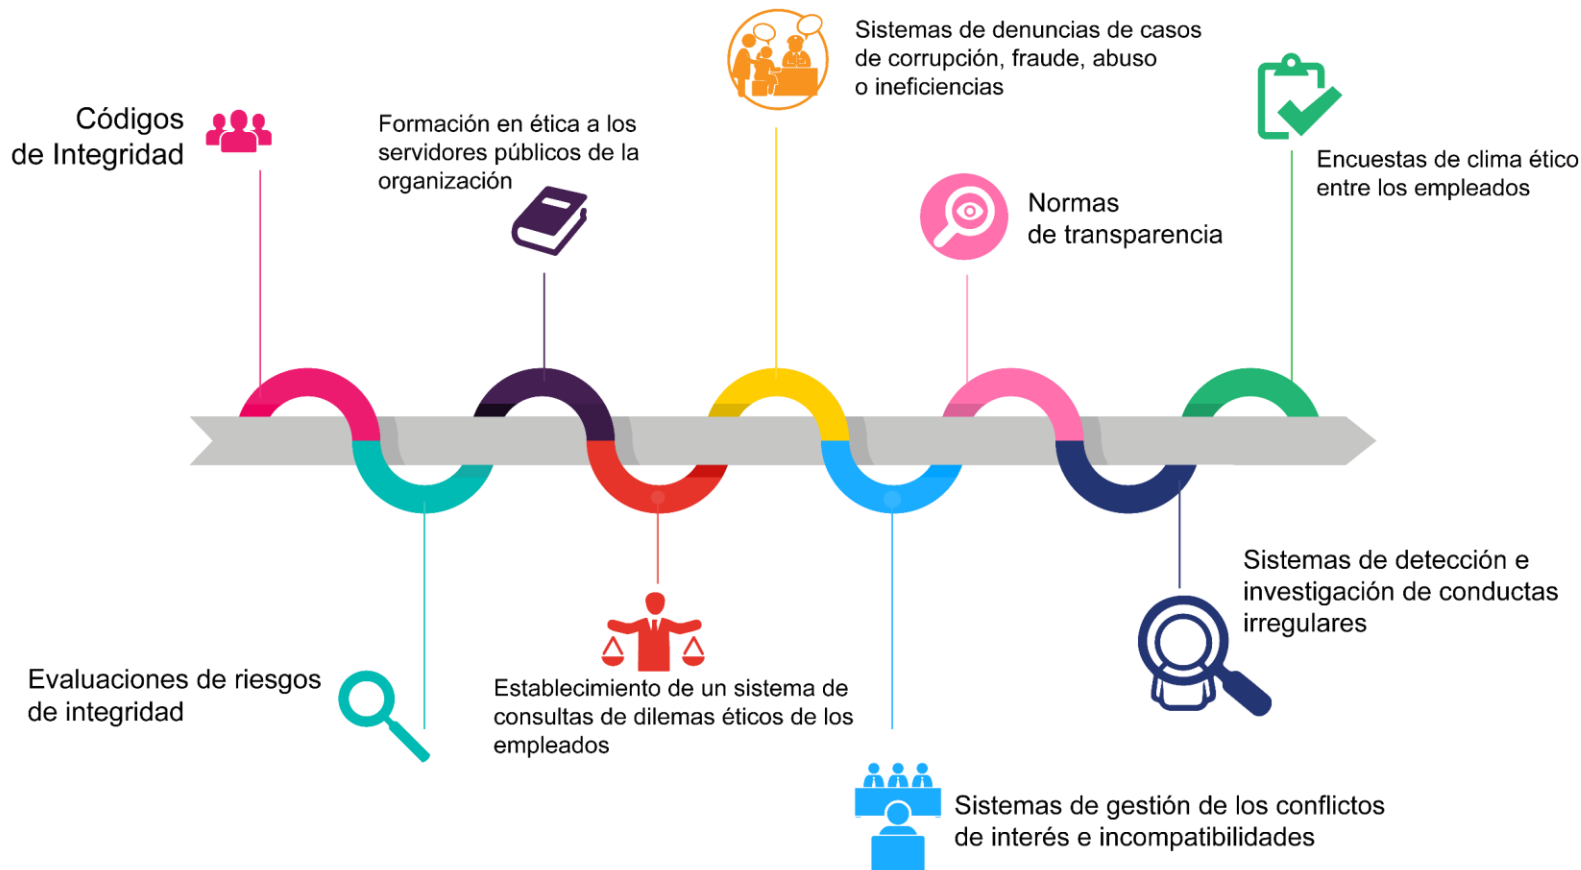 Códigos
de Integridad
Evaluaciones de riesgos
de integridad
Formación en ética a los
servidores públicos de la
organización
Establecimiento de un sistema de
consultas de dilemas éticos de los
empleados
Sistemas de denuncias de casos
de corrupción, fraude, abuso
o ineficiencias
Sistemas de gestión de los conflictos
de interés e incompatibilidades
Normas
de transparencia
Sistemas de detección e
investigación de conductas
irregulares
Encuestas de clima ético
entre los empleados